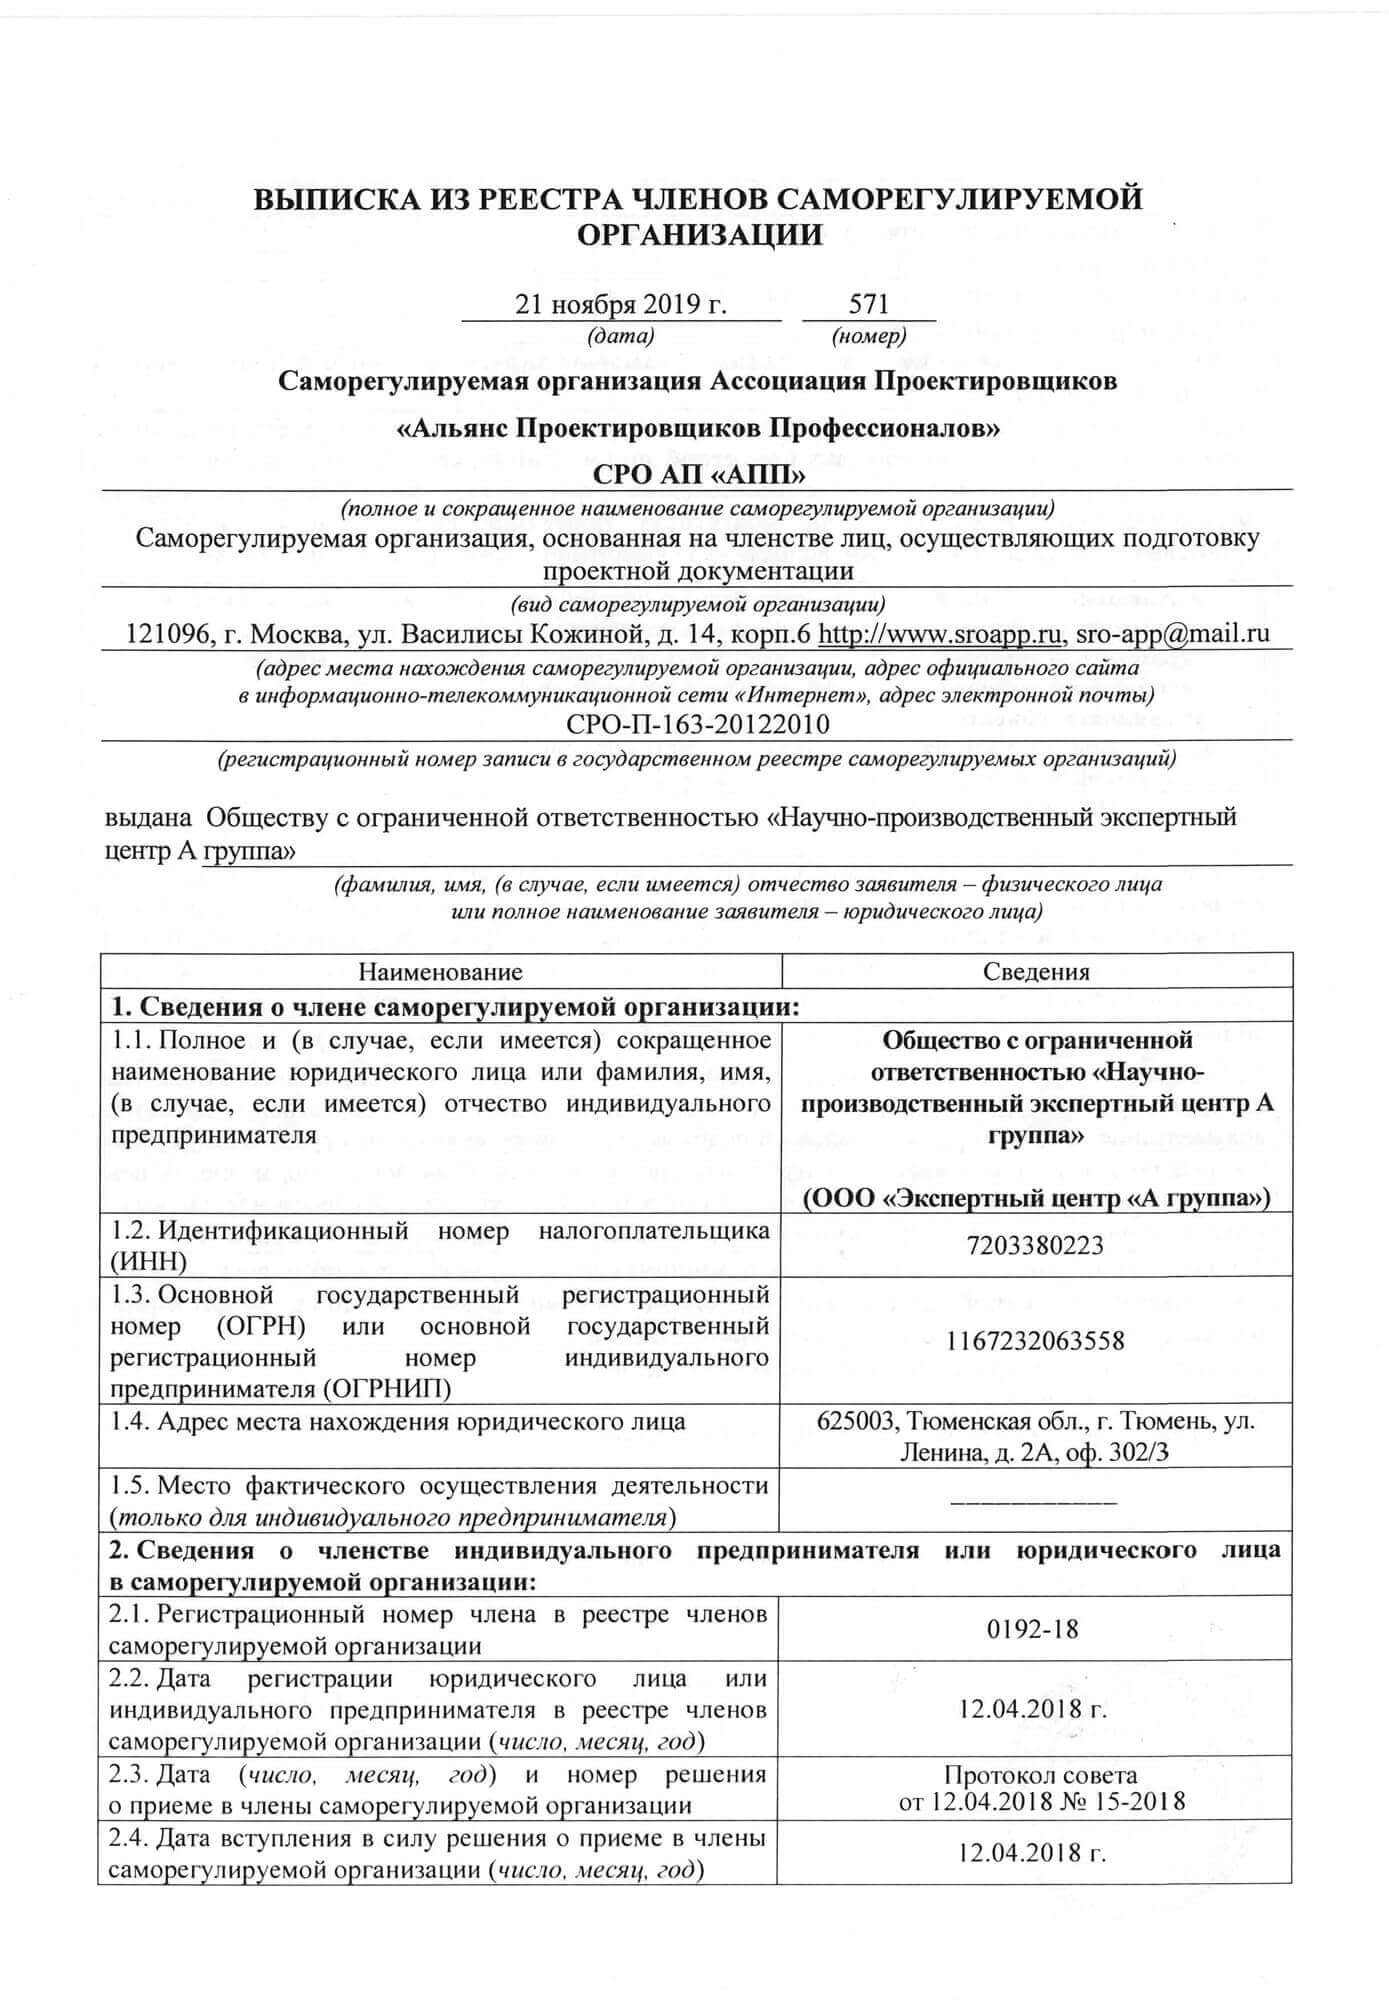 ВЫПИСКА ИЗ РЕЕСТРА ЧЛЕНОВ САМОРЕГУЛИРУЕМОЙ
ОРГАНИЗАЦИИ
21 ноября 2019 г. 571
(дата) (номер)
Саморегулируемая организация Ассоциация Проектировщиков
«Альянс Проектировщиков Профессионалов»
СРО АП «АПП»
(полное и сокращенное наименование саморегулируемой организации)
Саморегулируемая организация, основанная на членстве лиц, осуществляющих подготовку
проектной документации
(вид саморегулируемой организации)
121096, г. Москва, ул. Василисы Кожиной, д. 14, корп.6 http://www.sroapp.ru, sro-app@mail.ru
(адрес места нахождения саморегулируемой организации, адрес официального сайта
в информационно-телекоммуникационной сети «Интернет», адрес электронной почты)
СРО-П-163-20122010
(регистрационный номер записи в государственном реестре саморегулируемых организаций)
выдана Обществу с ограниченной ответственностью «Научно-производственный экспертный
центр А группа»
(фамилия, имя, (в случае, если имеется) отчество заявителя – физического лица
или полное наименование заявителя – юридического лица)
Наименование Сведения
1. Сведения о члене саморегулируемой организации:
1.1. Полное и (в случае, если имеется) сокращенное
наименование юридического лица или фамилия, имя,
(в случае, если имеется) отчество индивидуального
предпринимателя
Общество с ограниченной
ответственностью «Научно-
производственный экспертный центр А
группа»
(ООО «Экспертный центр «А группа»)
1.2. Идентификационный номер налогоплательщика
(ИНН)
7203380223
1.3. Основной государственный регистрационный
номер (ОГРН) или основной государственный
регистрационный номер индивидуального
предпринимателя (ОГРНИП)
1167232063558
1.4. Адрес места нахождения юридического лица
625003, Тюменская обл., г. Тюмень, ул.
Ленина, д. 2А, оф. 302/3
1.5. Место фактического осуществления деятельности
(только для индивидуального предпринимателя)
____________
2. Сведения о членстве индивидуального предпринимателя или юридического лица
в саморегулируемой организации:
2.1. Регистрационный номер члена в реестре членов
саморегулируемой организации
0192-18
2.2. Дата регистрации юридического лица или
индивидуального предпринимателя в реестре членов
саморегулируемой организации (число, месяц, год)
12.04.2018 г.
2.3. Дата (число, месяц, год) и номер решения
о приеме в члены саморегулируемой организации
Протокол совета
от 12.04.2018 № 15-2018
2.4. Дата вступления в силу решения о приеме в члены
саморегулируемой организации (число, месяц, год)
12.04.2018 г.